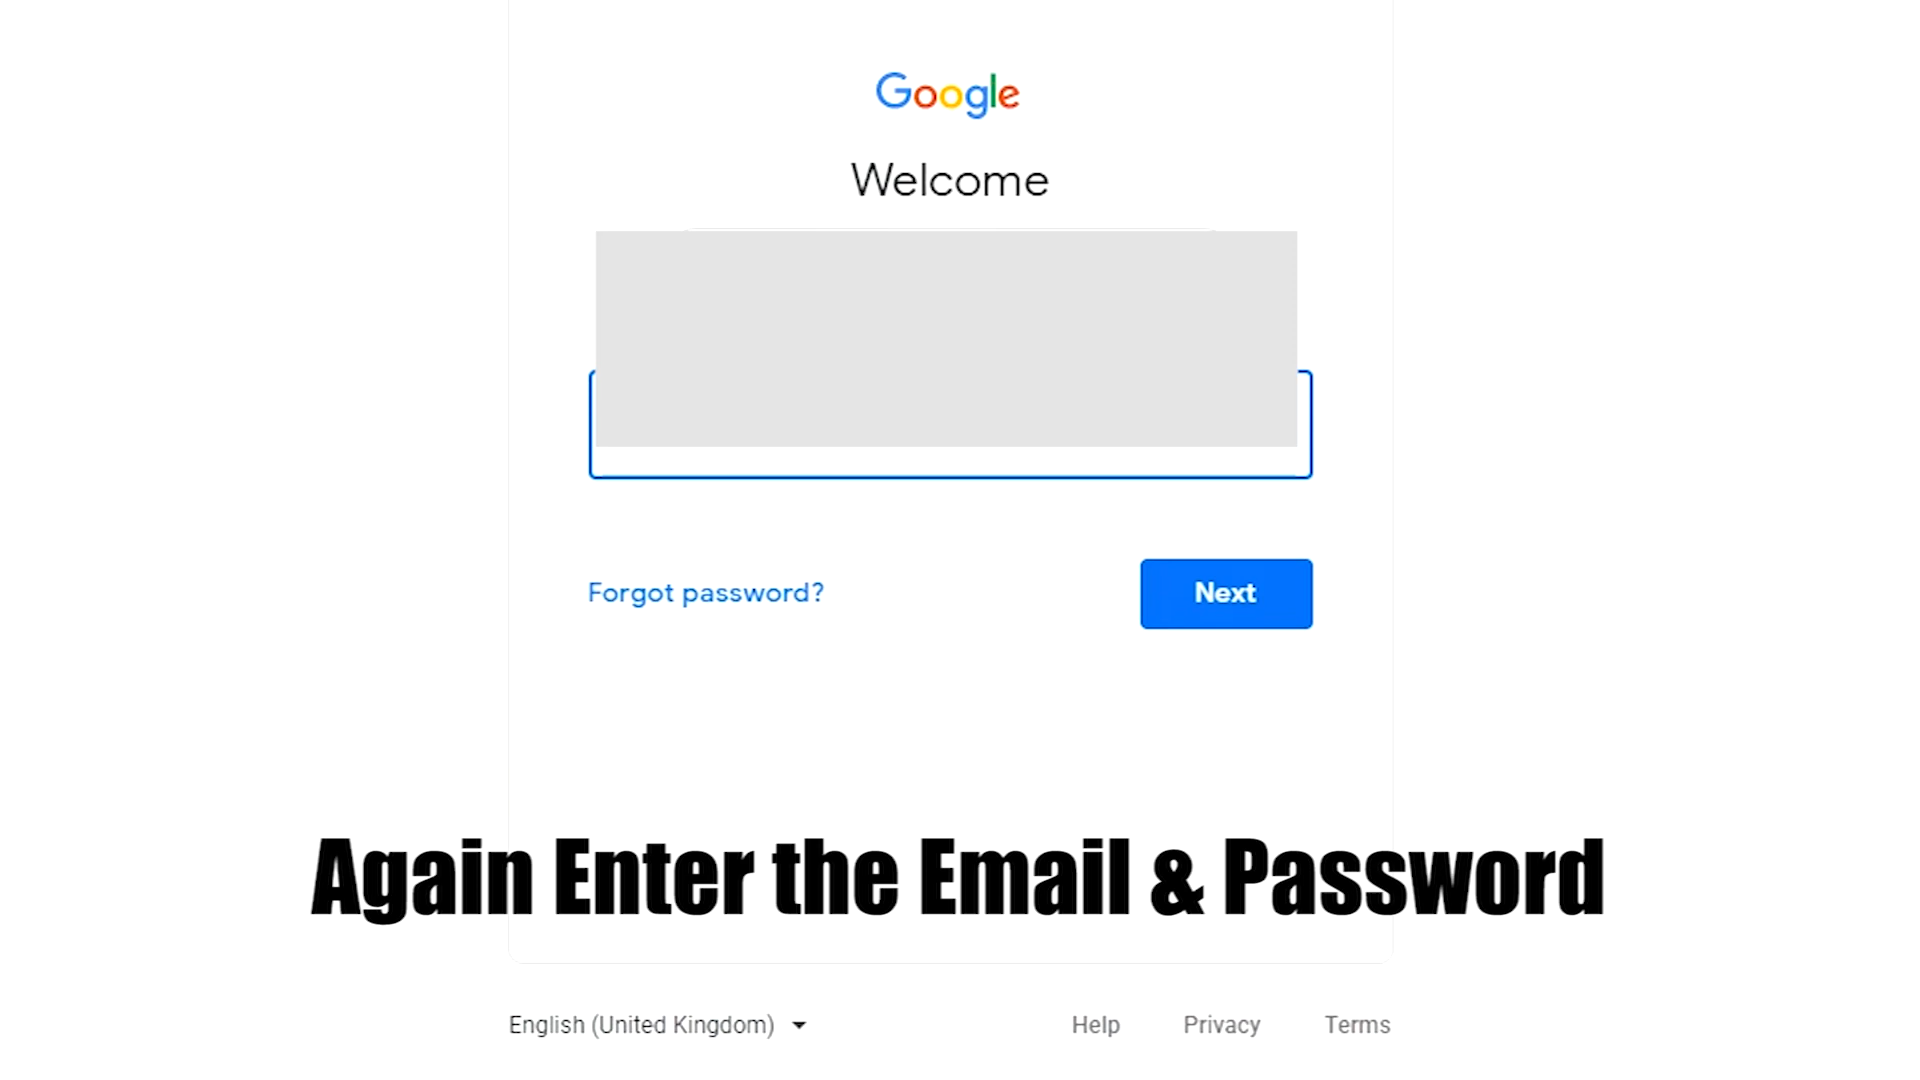 Google
Welcome
Forgot password?
Next
Again Enter the Email & Password
English (United Kingdom)
Help
Privacy
Terms